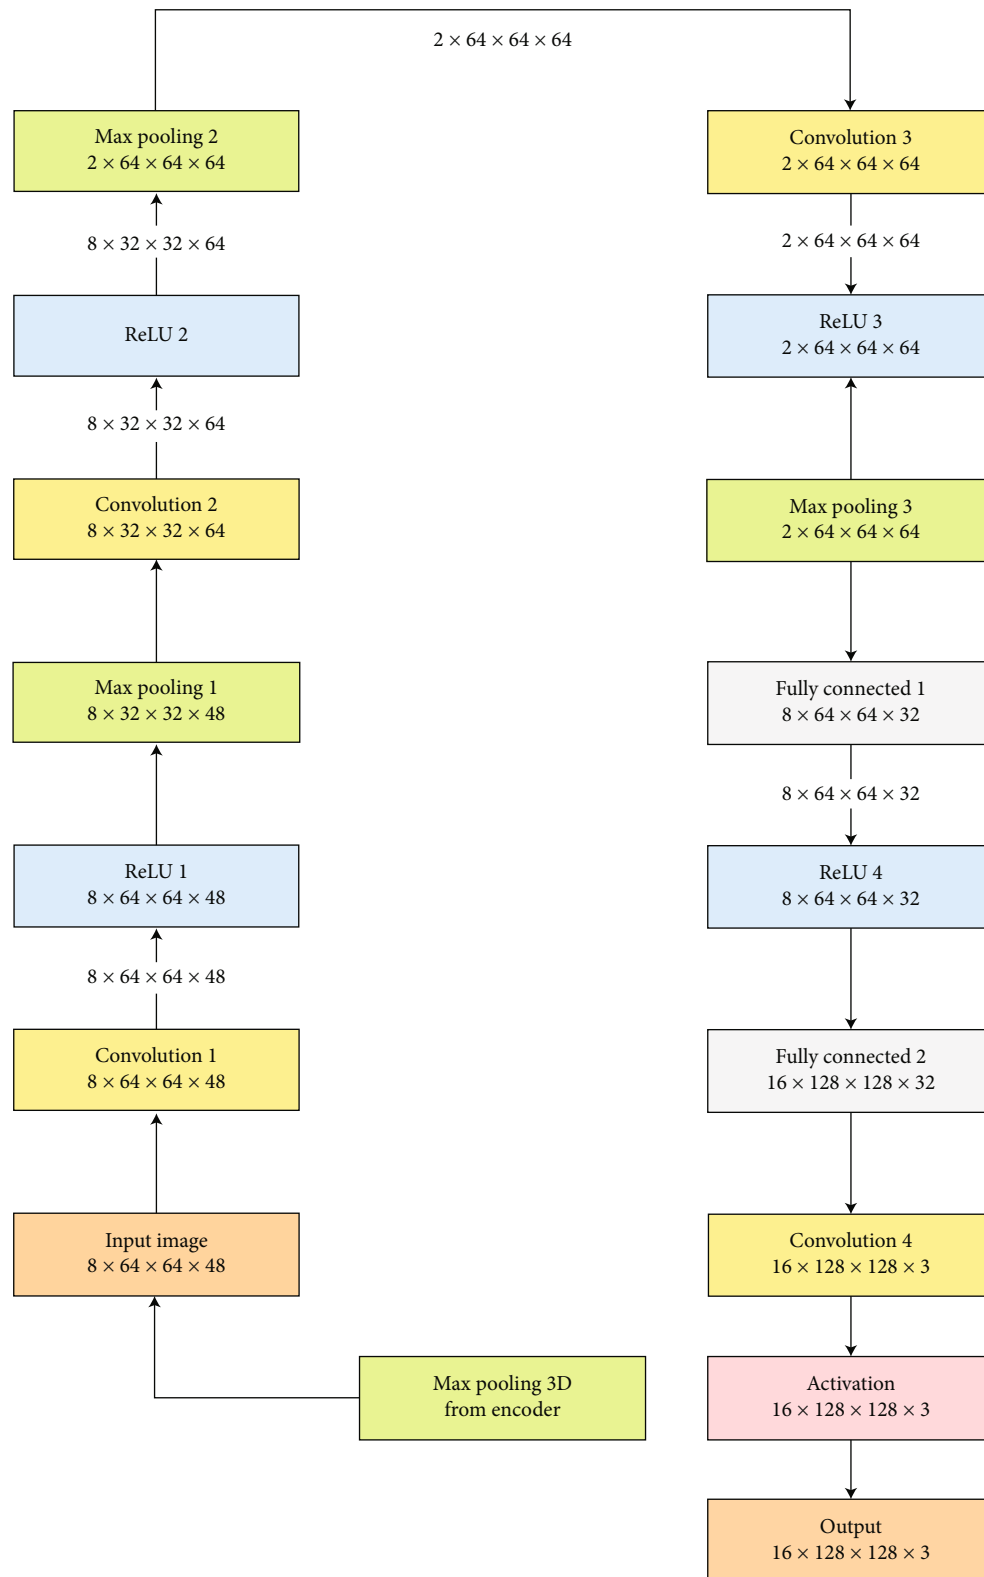 2 × 64 × 64 × 64
Max pooling 2
2 × 64 × 64 × 64
8 × 32 × 32 × 64
ReLU 2
8 × 32 × 32 × 64
Convolution 2
8 × 32 × 32 × 64
Max pooling 1
8 × 32 × 32 × 48
ReLU 1
8 × 64 × 64 × 48
8 × 64 × 64 × 48
Convolution 1
8 × 64 × 64 × 48
Input image
8 × 64 × 64 × 48
Max pooling 3D
from encoder
Convolution 3
2 × 64 × 64 × 64
2 × 64 × 64 × 64
ReLU 3
2 × 64 × 64 × 64
Max pooling 3
2 × 64 × 64 × 64
Fully connected 1
8 × 64 × 64 × 32
8 × 64 × 64 × 32
ReLU 4
8 × 64 × 64 × 32
Fully connected 2
16 × 128 × 128 × 32
Convolution 4
16 × 128 × 128 × 3
Activation
16 × 128 × 128 × 3
Output
16 × 128 × 128 × 3